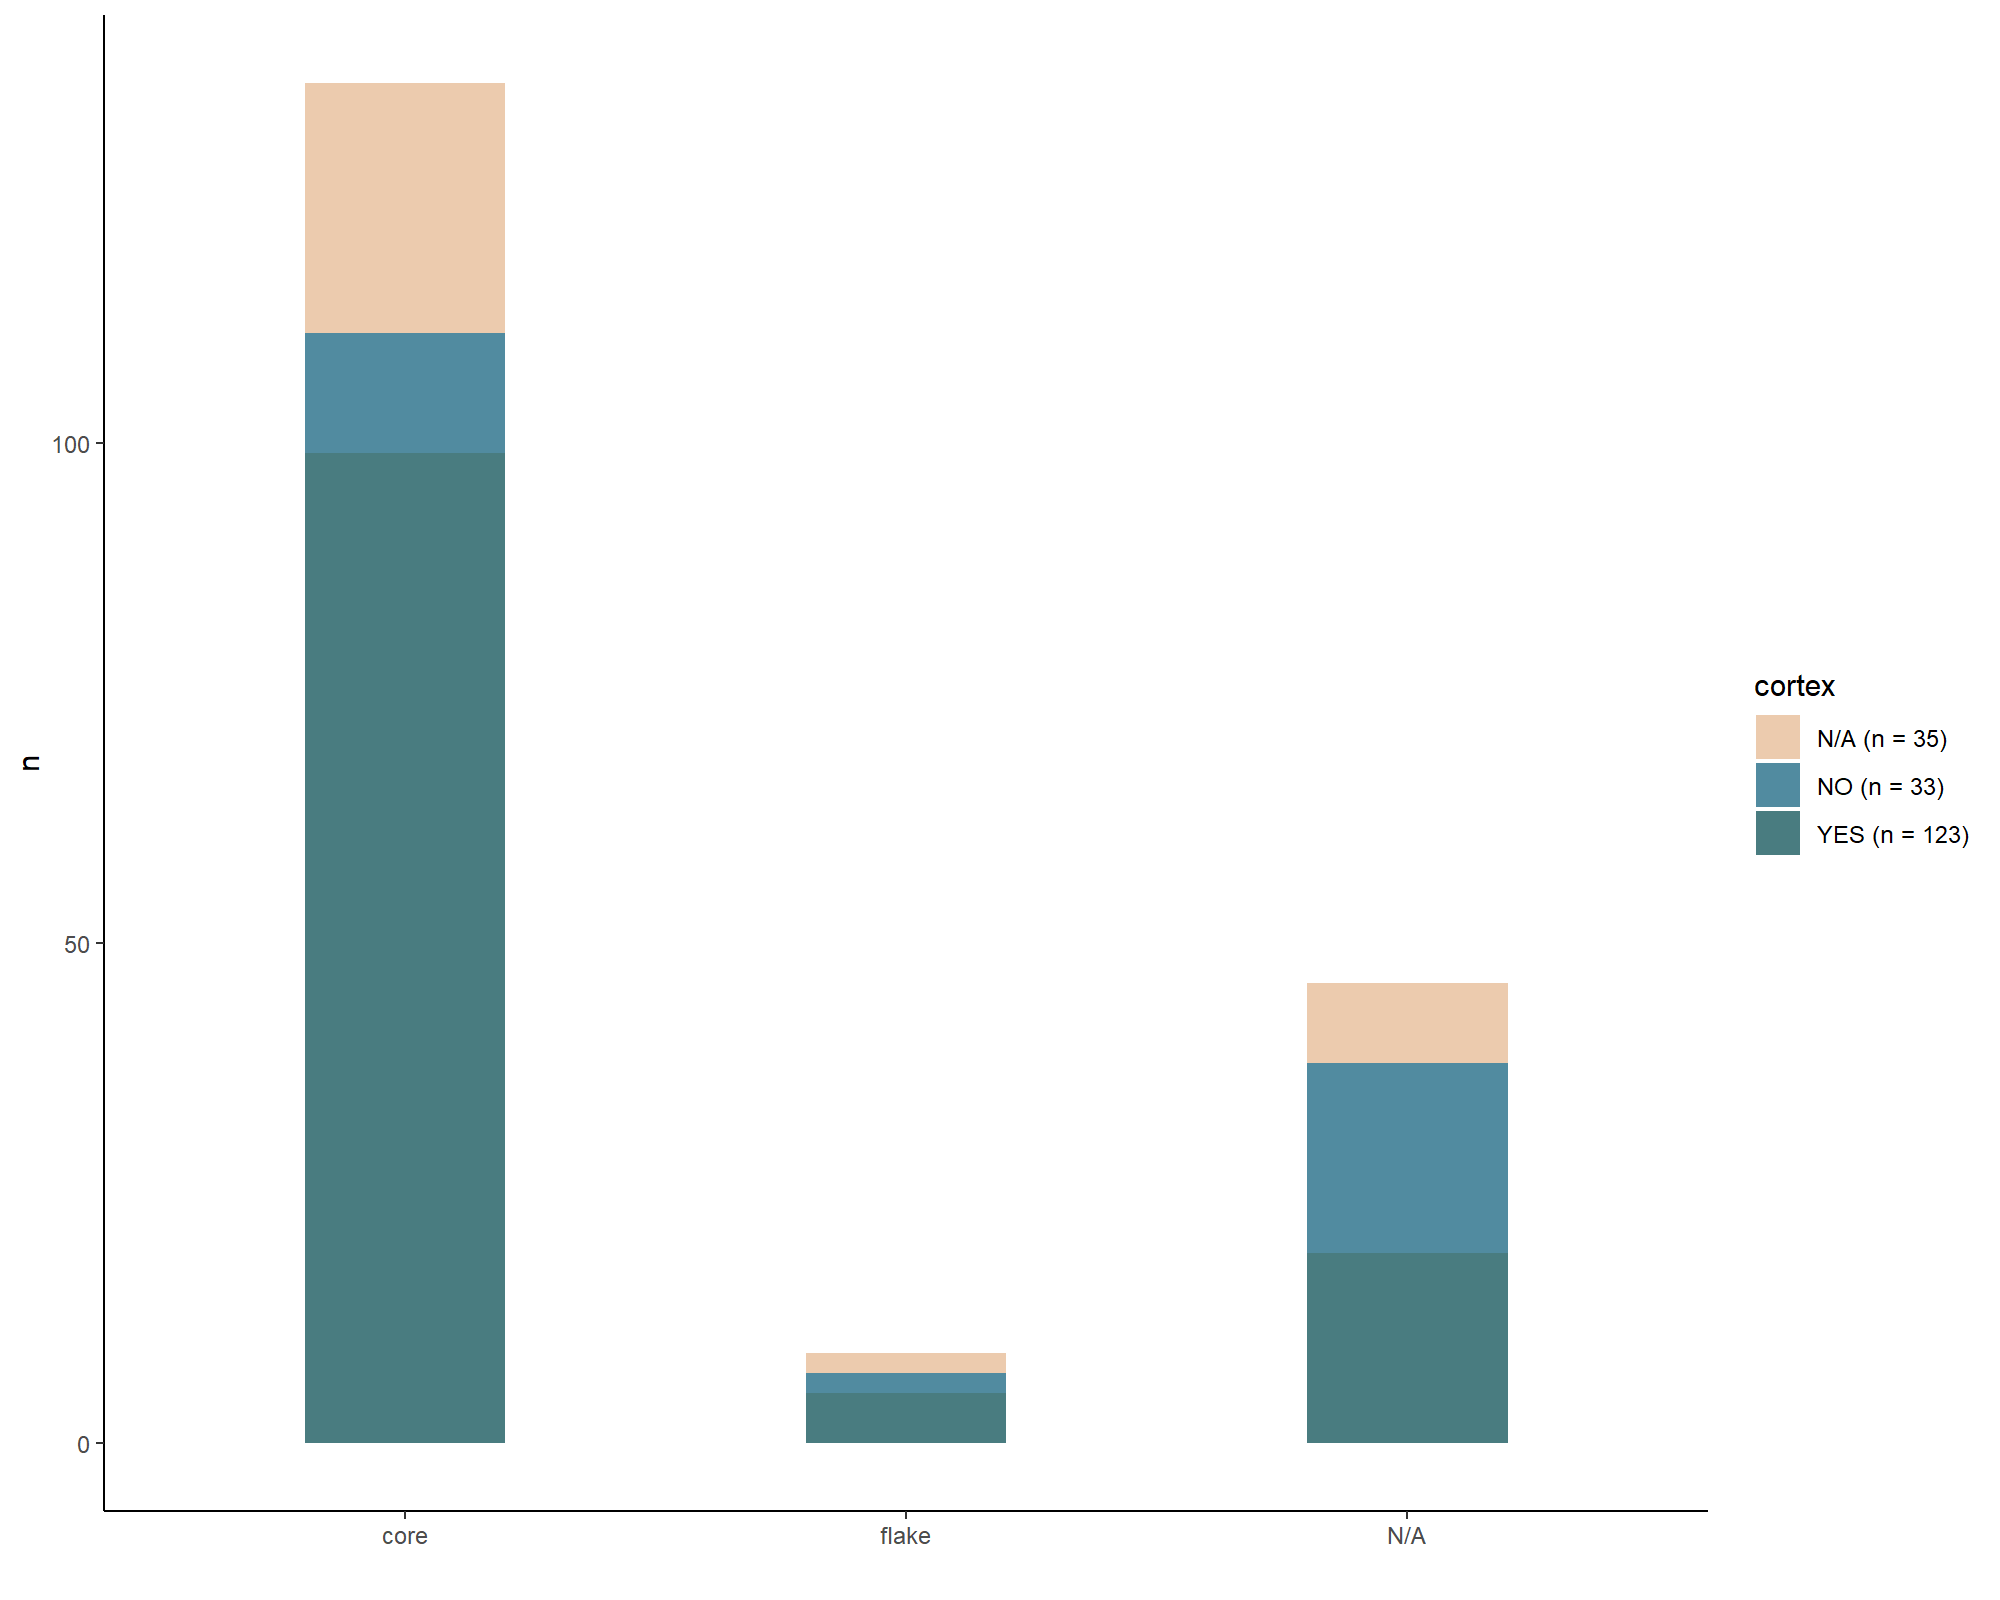 n
100
50
0
core
flake
N/A
cortex
N/A (n = 35)
NO (n = 33)
YES (n = 123)